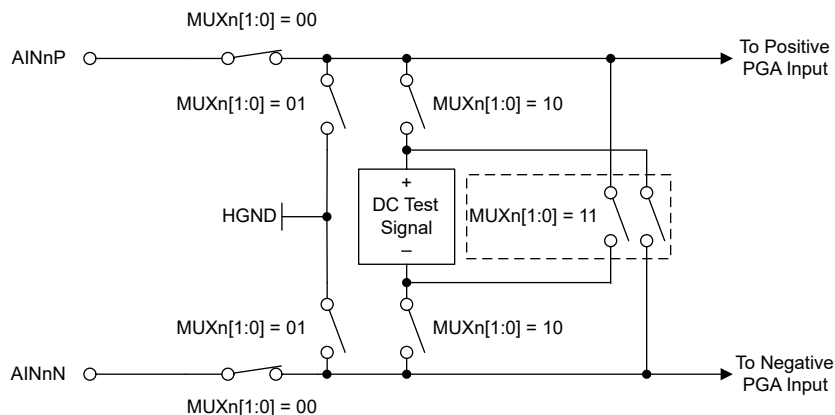 MUXn[1:0] = 00
AINnP
To Positive
PGA Input
MUXn[1:0] = 01
MUXn[1:0] = 10
+
DC Test
Signal
–
HGND
MUXn[1:0] = 11
MUXn[1:0] = 01
MUXn[1:0] = 10
AINnN
To Negative
PGA Input
MUXn[1:0] = 00